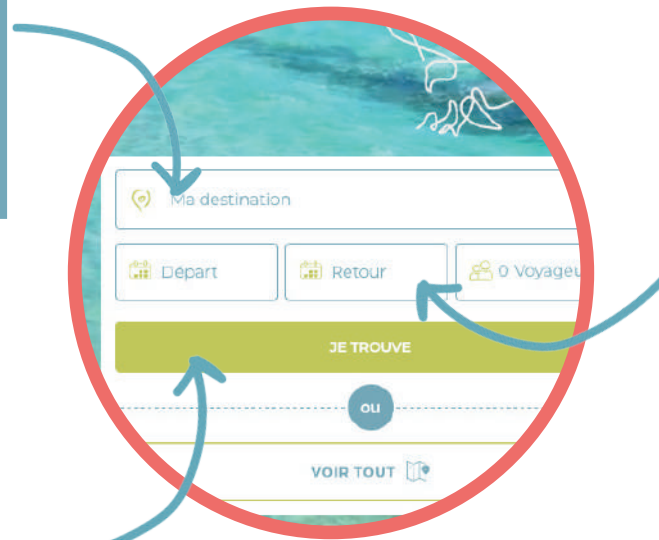 Ma destination
Départ
Retour
0 Voyageu
JE TROUVE
ou
VOIR TOUT